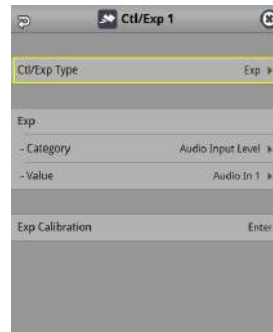 Ctl/Exp 1
Ctl/Exp Type Exp
Exp
- Category Audio Input Level
- Value Audio In 1
Exp Calibration Enter